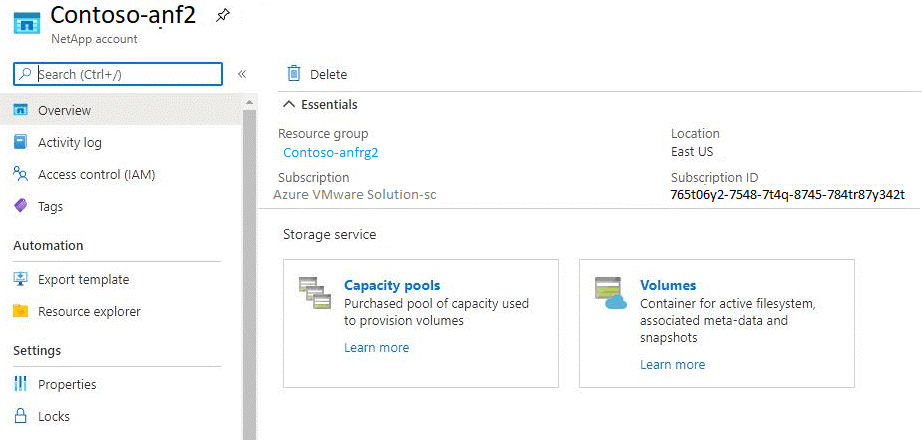 Contoso-anf2
NetApp account
Search (Ctrl+/)
«
Overview
Activity log
Access control (IAM)
Tags
Automation
Export template
Resource explorer
Settings
Properties
Locks
Delete
Essentials
Resource group
Contoso-anfrg2
Location
East US
Subscription
Azure VMware Solution-sc
Subscription ID
765t06y2-7548-7t4q-8745-784tr87y342t
Storage service
Capacity pools
Purchased pool of capacity used
to provision volumes
Learn more
Volumes
Container for active filesystem,
associated meta-data and
snapshots
Learn more